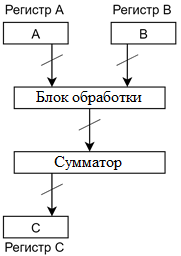 Регистр А Регистр В
А В
Блок обработки
Сумматор
С
Регистр С